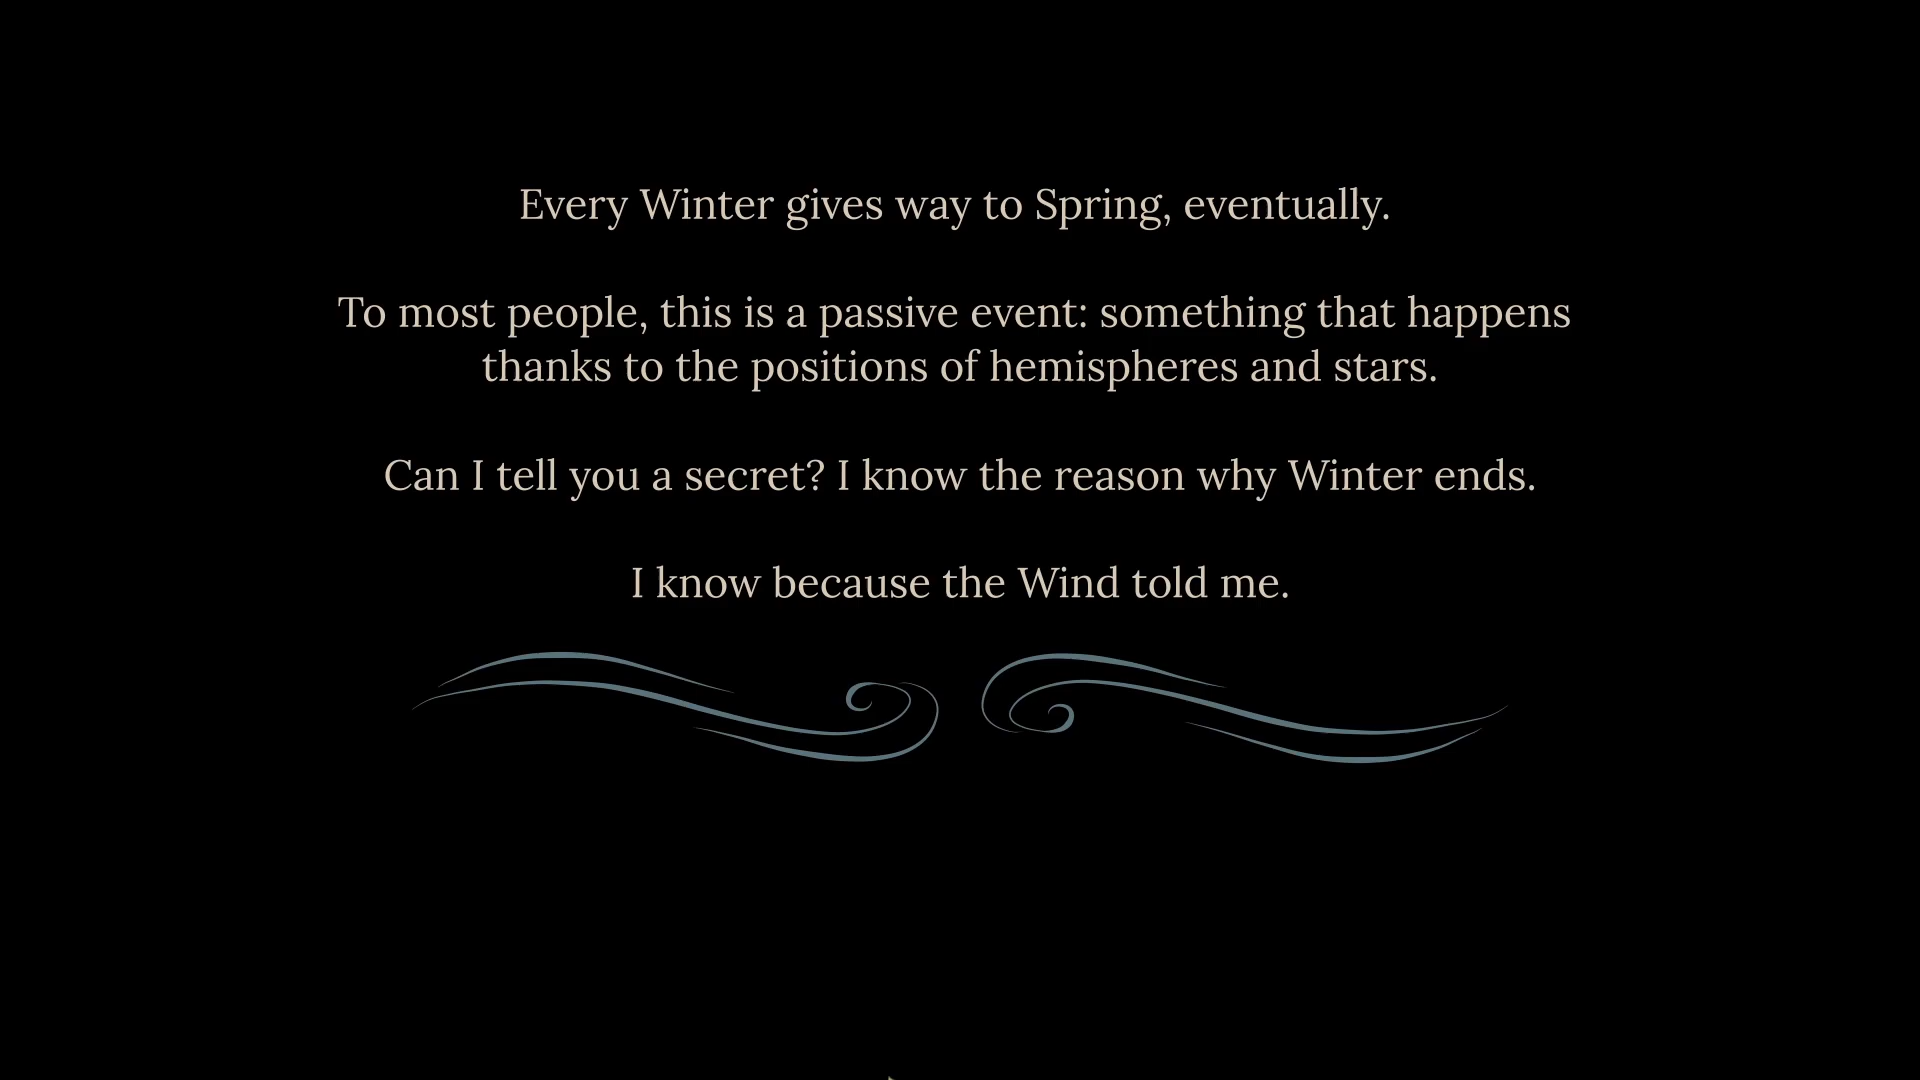 Every Winter gives way to Spring, eventually.
To most people, this is a passive event: something that happens
thanks to the positions of hemispheres and stars.
Can I tell you a secret? I know the reason why Winter ends.
I know because the Wind told me.